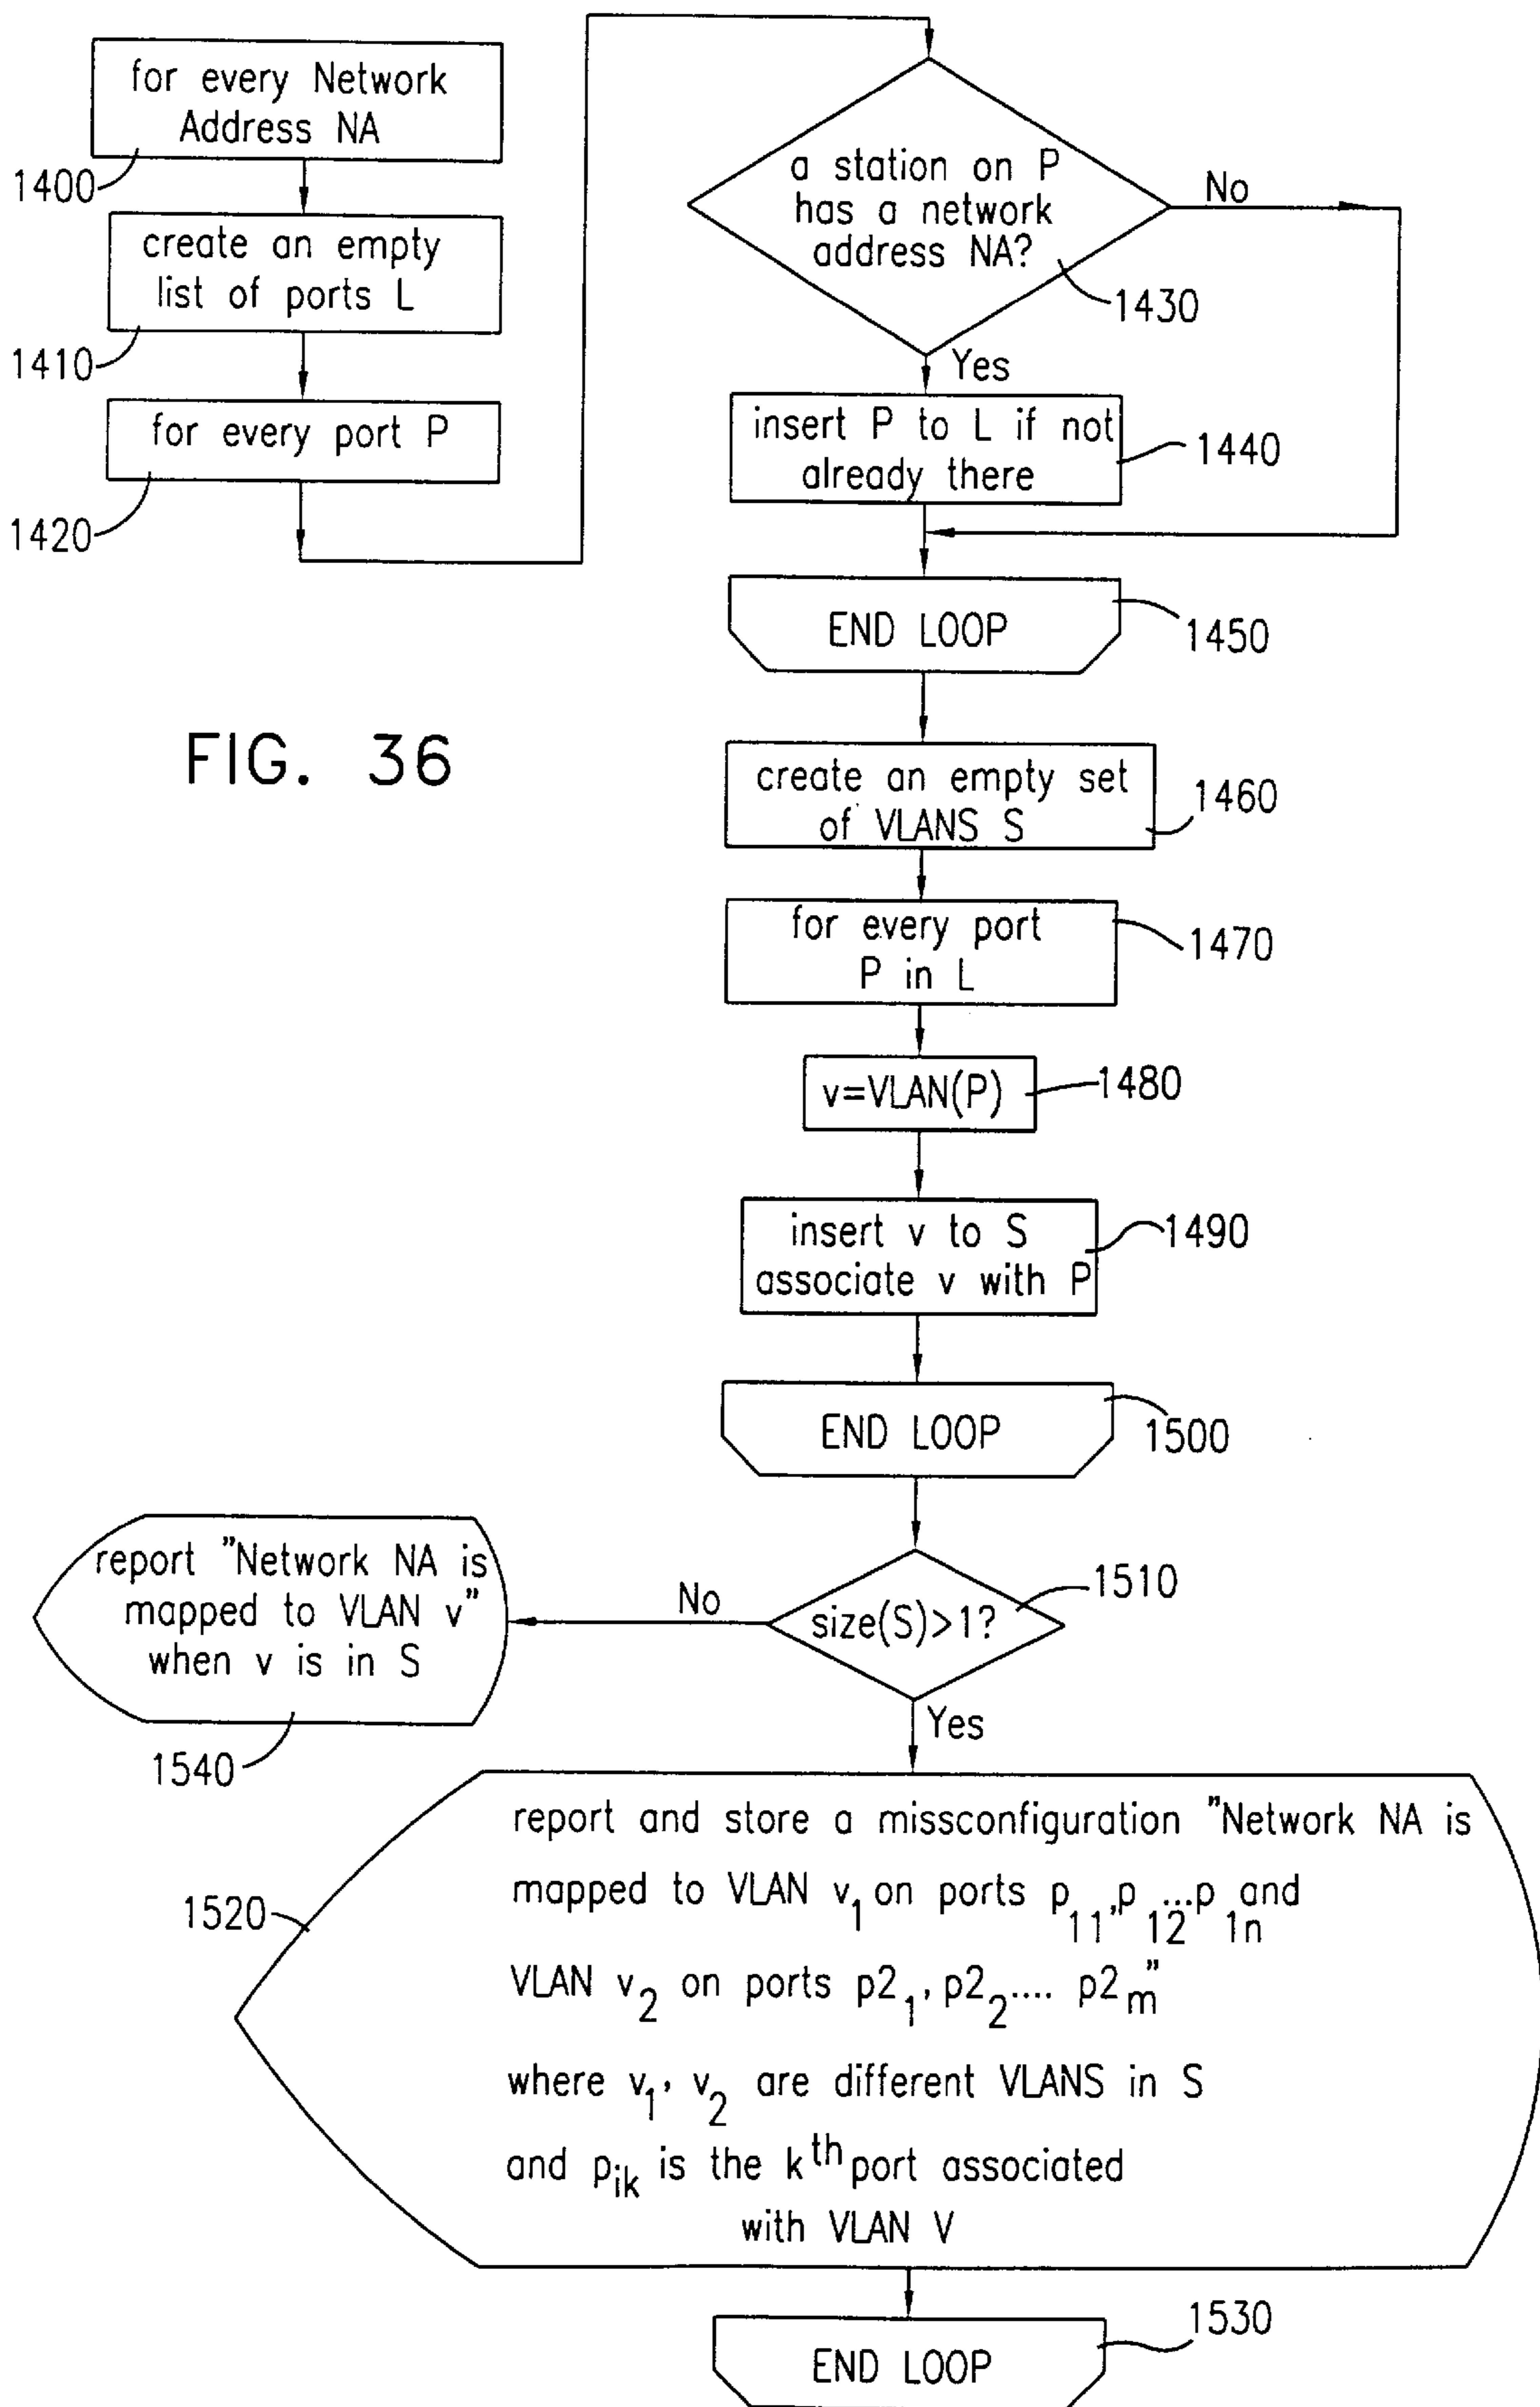 for every Network
Address NA
1400
create an empty
list of ports L
1410
for every port P
1420
a station on P
has a network
address NA?
No
1430
Yes
insert P to L if not
already there
1440
END LOOP
1450
FIG. 36
create an empty set
of VLANS S
1460
for every port
P in L
1470
v=VLAN(P)
1480
insert v to S
associate v with P
1490
END LOOP
1500
size(S)>1?
1510
No
report "Network NA is
mapped to VLAN v"
when v is in S
1540
Yes
report and store a missconfiguration "Network NA is
mapped to VLAN v1 on ports p11,p12...p1n and
VLAN v2 on ports p21, p22.... p2m"
where v1, v2 are different VLANS in S
and pik is the kth port associated
with VLAN V
1520
END LOOP
1530